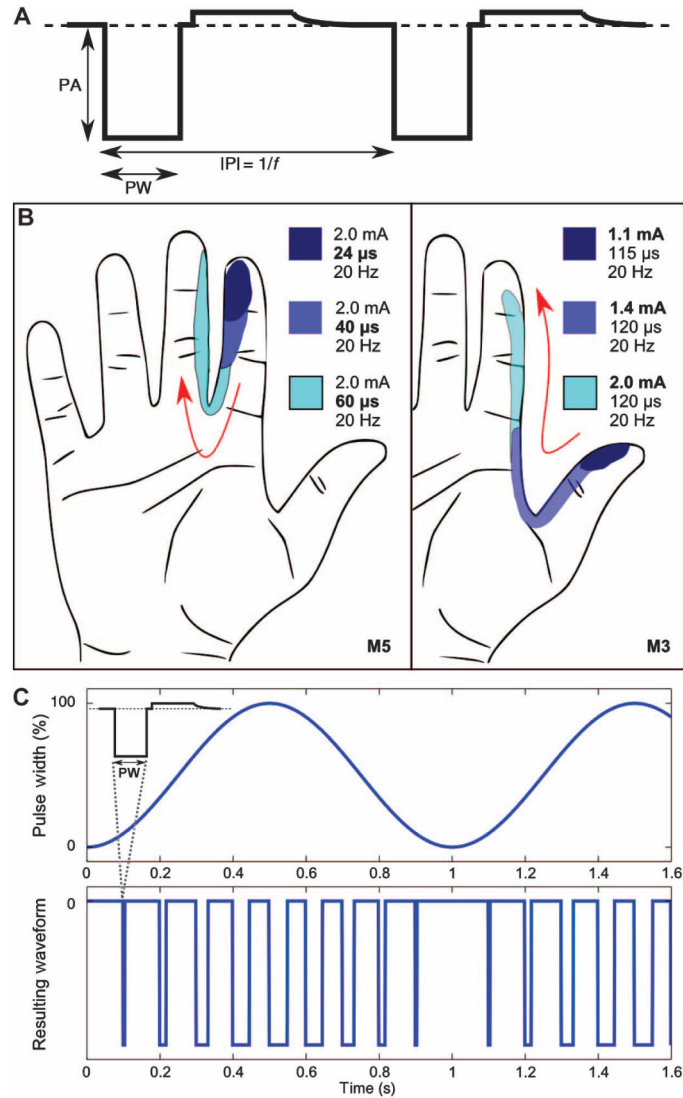 A
PA
IPI = 1/f
PW
B
2.0 mA
24 µs
20 Hz
2.0 mA
40 µs
20 Hz
2.0 mA
60 µs
20 Hz
M5
1.1 mA
115 µs
20 Hz
1.4 mA
120 µs
20 Hz
2.0 mA
120 µs
20 Hz
M3
C
Pulse width (%)
100
0
PW
0 0.2 0.4 0.6 0.8 1 1.2 1.4 1.6
Resulting waveform
0
0 0.2 0.4 0.6 0.8 1 1.2 1.4 1.6
Time (s)